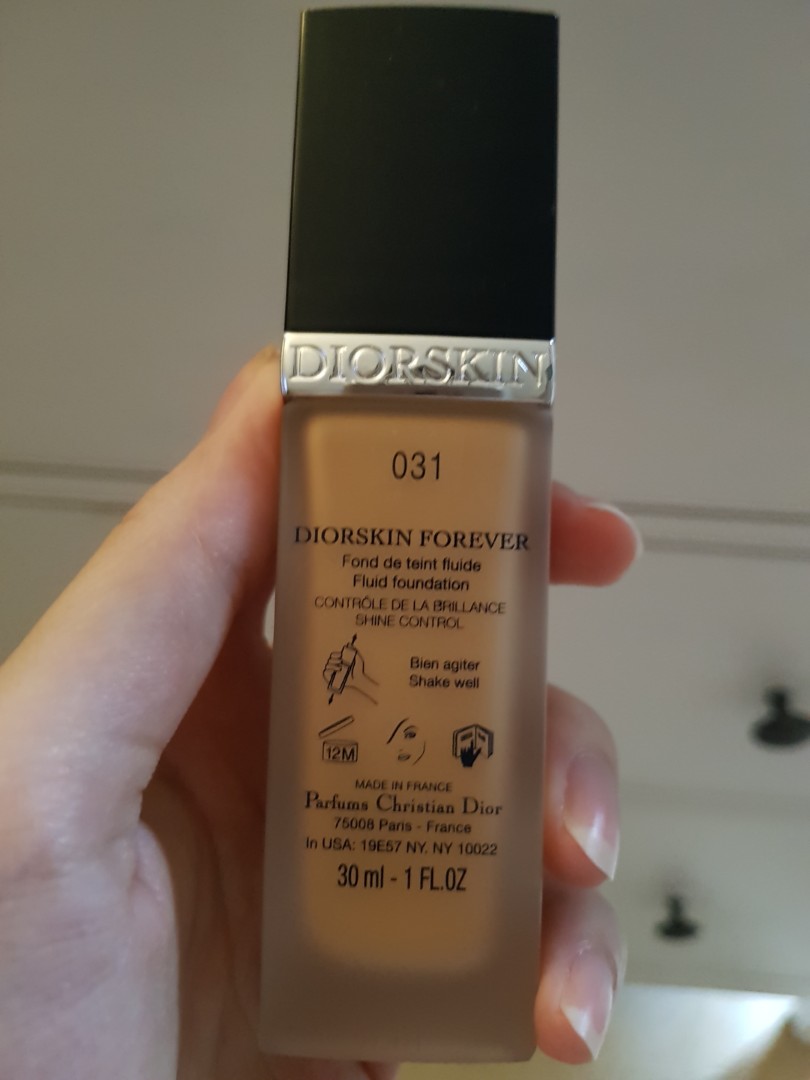 DIORSKIN
031
DIORSKIN FOREVER
Fond de teint fluide
Fluid foundation
CONTRÔLE DE LA BRILLANCE
SHINE CONTROL
Bien agiter
Shake well
12M
MADE IN FRANCE
Parfums Christian Dior
75008 Paris - France
In USA: 19E57 NY. NY 10022
30 ml - 1 FL.OZ